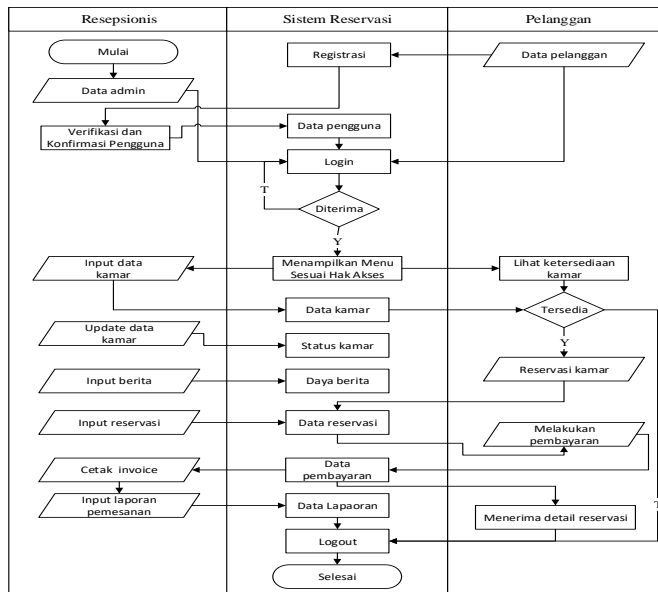 Resepsionis
Sistem Reservasi
Pelanggan
Mulai
Registrasi
Data pelanggan
Data admin
Verifikasi dan
Konfirmasi Pengguna
Data pengguna
Login
T
Diterima
Y
Input data
kamar
Menampilkan Menu
Sesuai Hak Akses
Lihat ketersediaan
kamar
Data kamar
Tersedia
Update data
kamar
Status kamar
Y
Reservasi kamar
Input berita
Daya berita
Input reservasi
Data reservasi
Melakukan
pembayaran
Cetak invoice
Data
pembayaran
Input laporan
pemesanan
Data Lapaoran
Menerima detail reservasi
T
Logout
Selesai